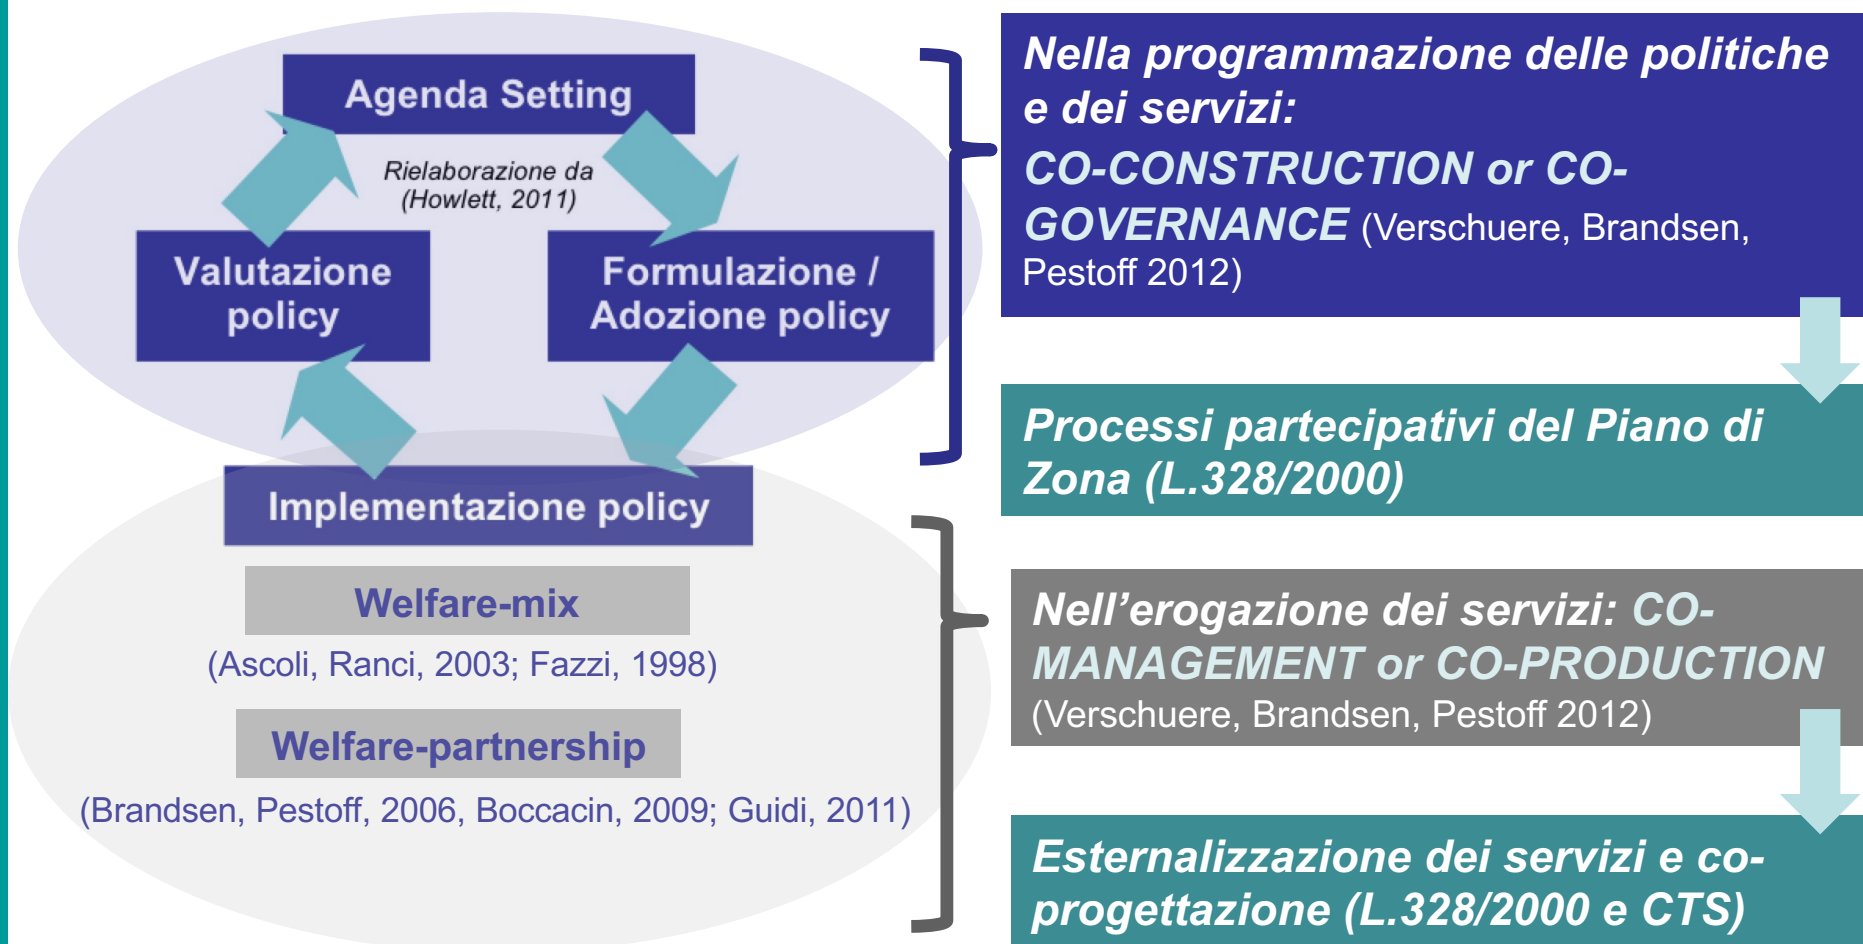 Agenda Setting
Rielaborazione da
(Howlett, 2011)
Valutazione
policy
Formulazione /
Adozione policy
Implementazione policy
Welfare-mix
(Ascoli, Ranci, 2003; Fazzi, 1998)
Welfare-partnership
(Brandsen, Pestoff, 2006, Boccacin, 2009; Guidi, 2011)
Nella programmazione delle politiche
e dei servizi:
CO-CONSTRUCTION or CO-
GOVERNANCE (Verschuere, Brandsen,
Pestoff 2012)
Processi partecipativi del Piano di
Zona (L.328/2000)
Nell’erogazione dei servizi: CO-
MANAGEMENT or CO-PRODUCTION
(Verschuere, Brandsen, Pestoff 2012)
Esternalizzazione dei servizi e co-
progettazione (L.328/2000 e CTS)